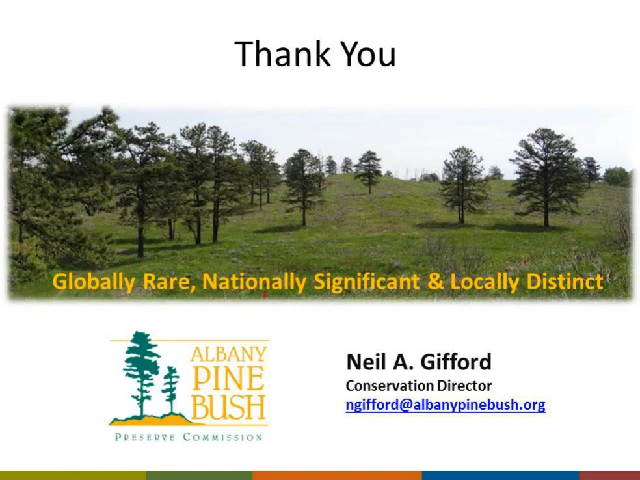 Thank You
Globally Rare, Nationally Significant & Locally Distinct
ALBANY
PINE
BUSH
PRESERVE COMMISSION
Neil A. Gifford
Conservation Director
ngifford@albanypinebush.org